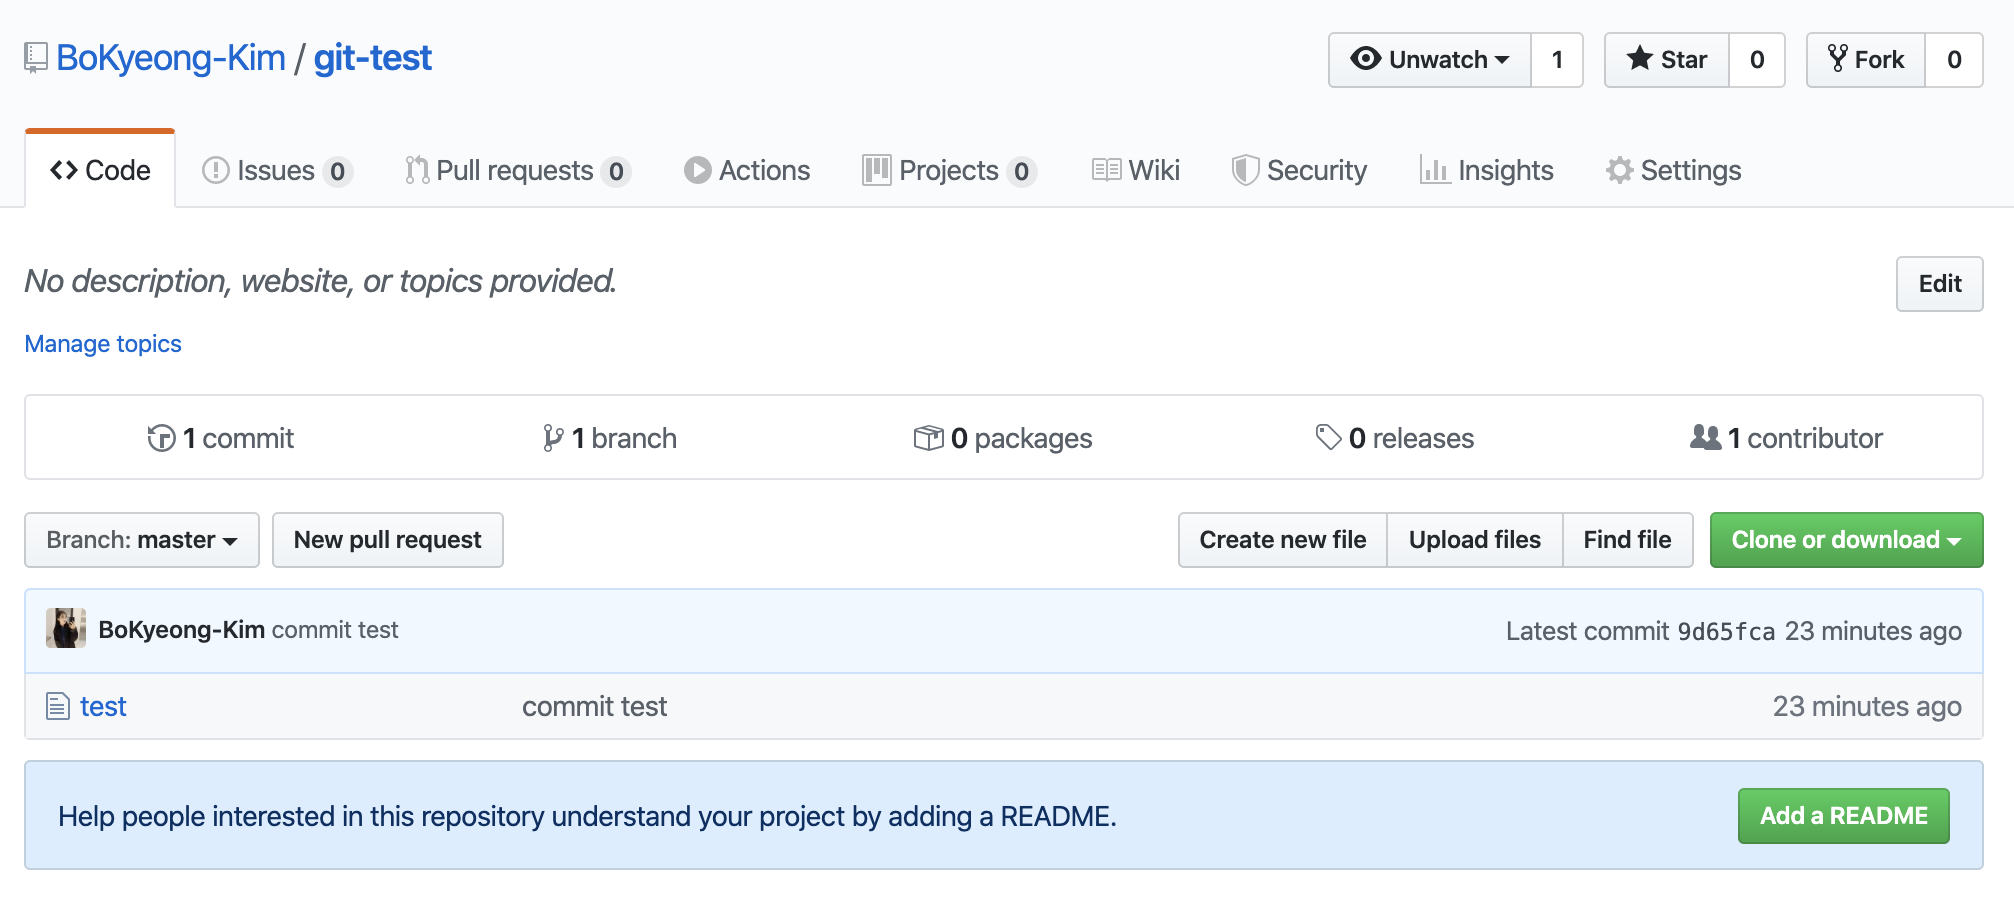 BoKyeong-Kim / git-test
Unwatch 1 Star 0 Fork 0
Code Issues 0 Pull requests 0 Actions Projects 0 Wiki Security Insights Settings
No description, website, or topics provided.
Edit
Manage topics
1 commit 1 branch 0 packages 0 releases 1 contributor
Branch: master New pull request Create new file Upload files Find file Clone or download
BoKyeong-Kim commit test Latest commit 9d65fca 23 minutes ago
test commit test 23 minutes ago
Help people interested in this repository understand your project by adding a README. Add a README